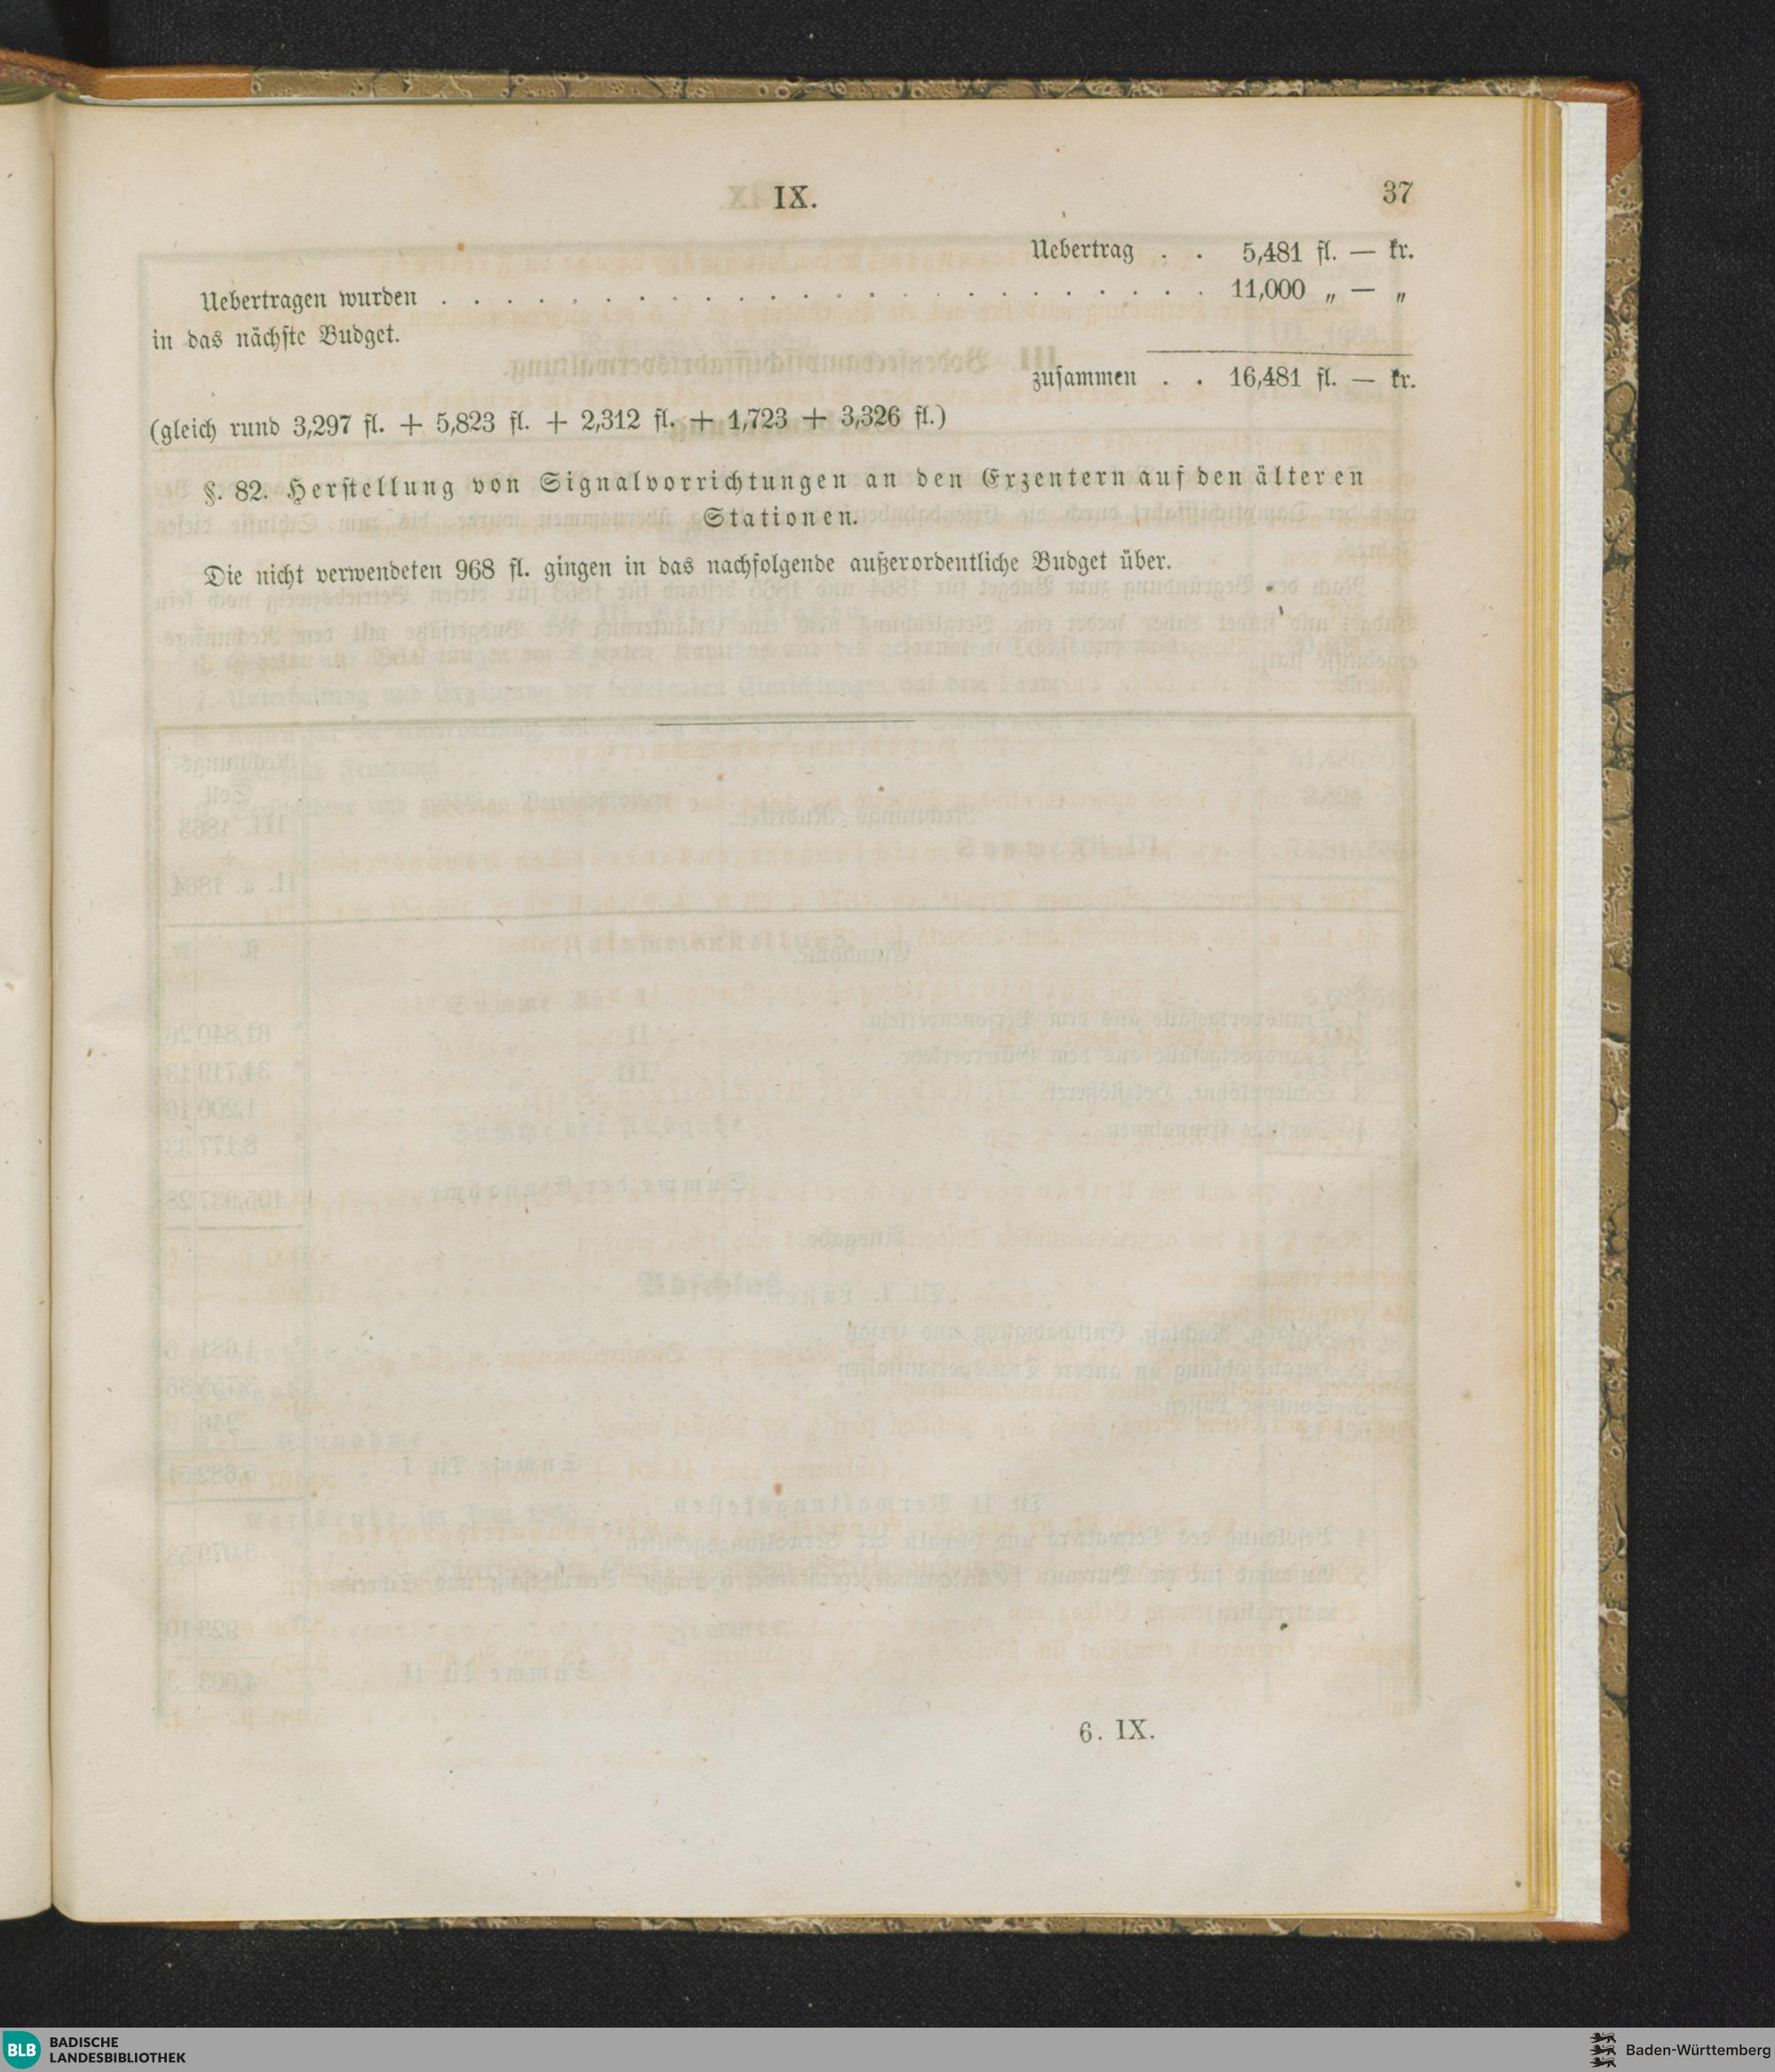 IX.
37
Uebertrag . . 5,481 fl. — kr.
Uebertragen wurden . . . . . . . . . . . . . . . . . . . . . . . . 11,000 „ — „
in das nächste Budget.
zusammen . . 16,481 fl. — kr.
(gleich rund 3,297 fl. + 5,823 fl. + 2,312 fl. + 1,723 + 3,326 fl.)
§. 82. Herstellung von Signalvorrichtungen an den Erzentern auf den älteren
Stationen.
Die nicht verwendeten 968 fl. gingen in das nachfolgende außerordentliche Budget über.
6. IX.
BLB BADISCHE
LANDESBIBLIOTHEK
Baden-Württemberg